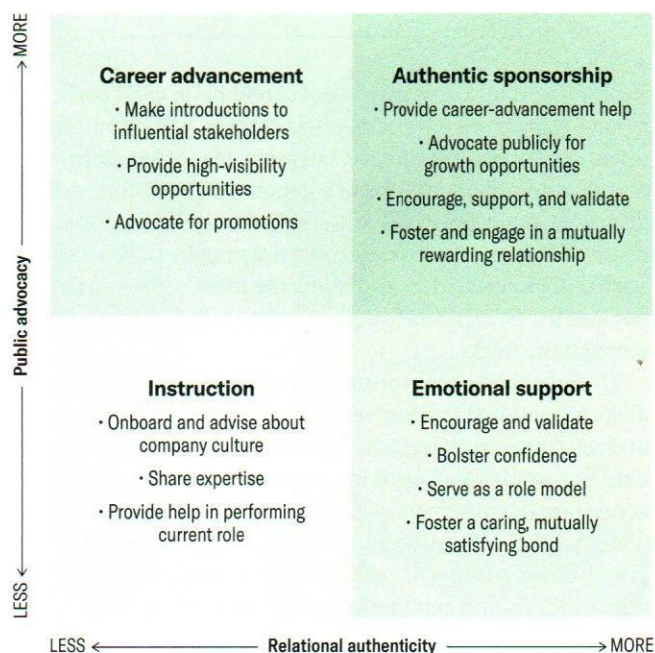 MORE
Career advancement
· Make introductions to
influential stakeholders
· Provide high-visibility
opportunities
· Advocate for promotions
Authentic sponsorship
· Provide career-advancement help
· Advocate publicly for
growth opportunities
· Encourage, support, and validate
· Foster and engage in a mutually
rewarding relationship
Public advocacy
Instruction
· Onboard and advise about
company culture
· Share expertise
· Provide help in performing
current role
Emotional support
· Encourage and validate
· Bolster confidence
· Serve as a role model
· Foster a caring, mutually
satisfying bond
LESS
LESS Relational authenticity MORE